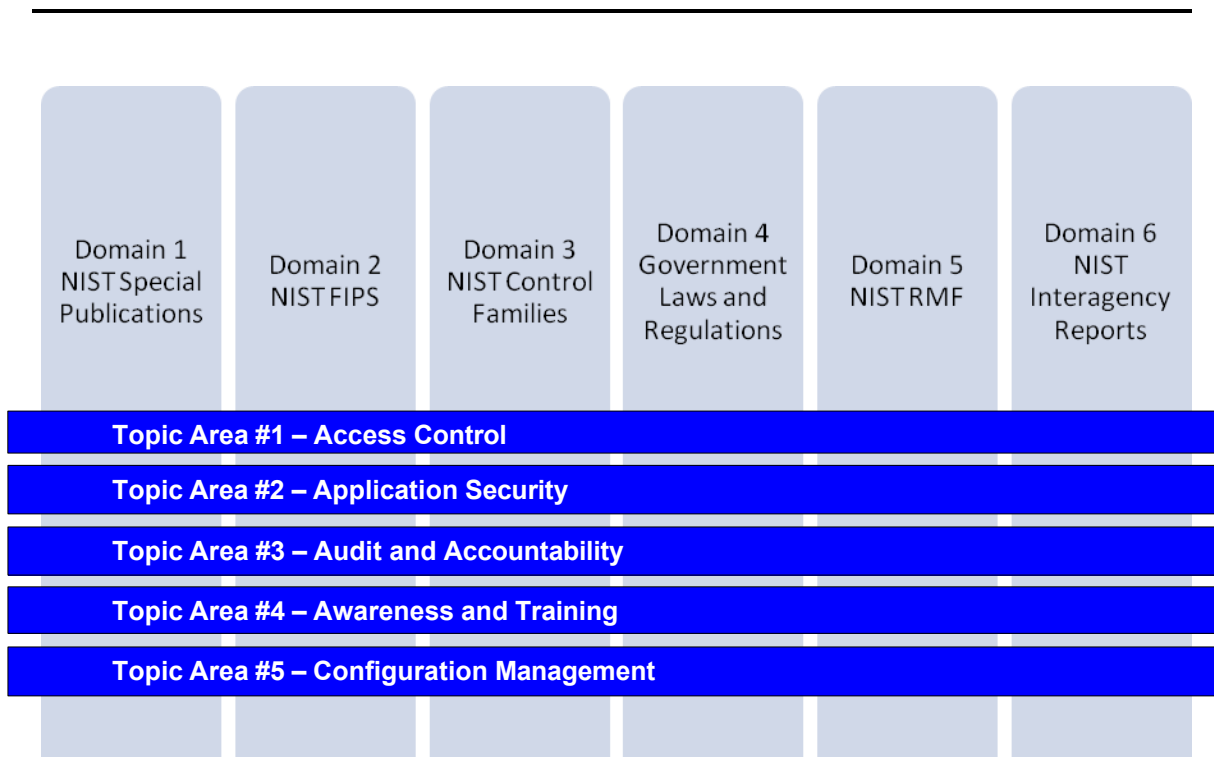 Domain 1
NIST Special
Publications
Domain 2
NIST FIPS
Domain 3
NIST Control
Families
Domain 4
Government
Laws and
Regulations
Domain 5
NIST RMF
Domain 6
NIST
Interagency
Reports
Topic Area #1 – Access Control
Topic Area #2 – Application Security
Topic Area #3 – Audit and Accountability
Topic Area #4 – Awareness and Training
Topic Area #5 – Configuration Management